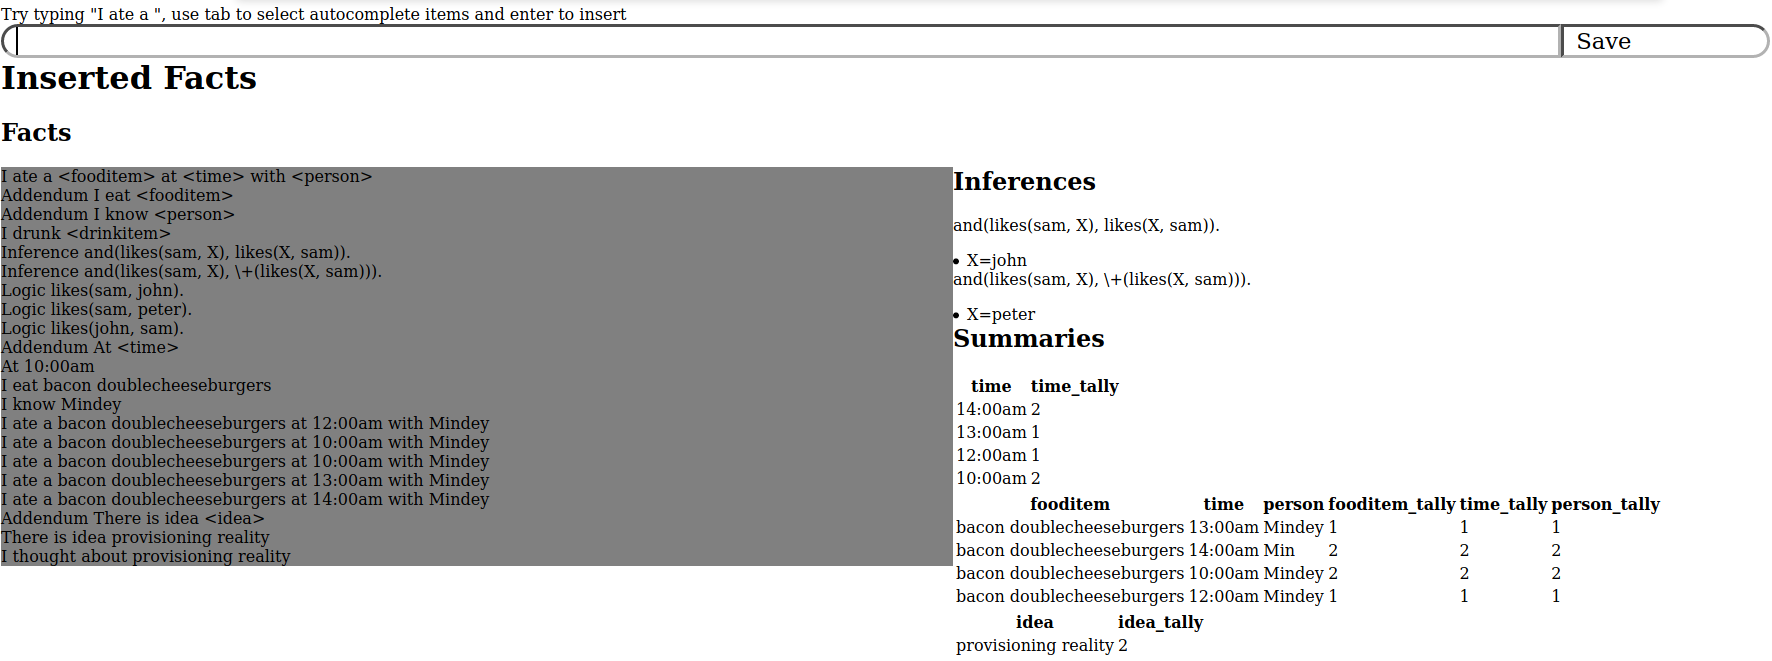 Try typing "I ate a ", use tab to select autocomplete items and enter to insert
Save
Inserted Facts
Facts
I ate a <fooditem> at <time> with <person>
Addendum I eat <fooditem>
Addendum I know <person>
I drunk <drinkitem>
Inference and(likes(sam, X), likes(X, sam)).
Inference and(likes(sam, X), \+(likes(X, sam))).
Logic likes(sam, john).
Logic likes(sam, peter).
Logic likes(john, sam).
Addendum At <time>
At 10:00am
I eat bacon doublecheeseburgers
I know Mindey
I ate a bacon doublecheeseburgers at 12:00am with Mindey
I ate a bacon doublecheeseburgers at 10:00am with Mindey
I ate a bacon doublecheeseburgers at 10:00am with Mindey
I ate a bacon doublecheeseburgers at 13:00am with Mindey
I ate a bacon doublecheeseburgers at 14:00am with Mindey
Addendum There is idea <idea>
There is idea provisioning reality
I thought about provisioning reality
Inferences
and(likes(sam, X), likes(X, sam)).
• X=john
and(likes(sam, X), \+(likes(X, sam))).
• X=peter
Summaries
time time_tally
14:00am 2
13:00am 1
12:00am 1
10:00am 2
fooditem time person fooditem_tally time_tally person_tally
bacon doublecheeseburgers 13:00am Mindey 1 1 1
bacon doublecheeseburgers 14:00am Min 2 2 2
bacon doublecheeseburgers 10:00am Mindey 2 2 2
bacon doublecheeseburgers 12:00am Mindey 1 1 1
idea idea_tally
provisioning reality 2